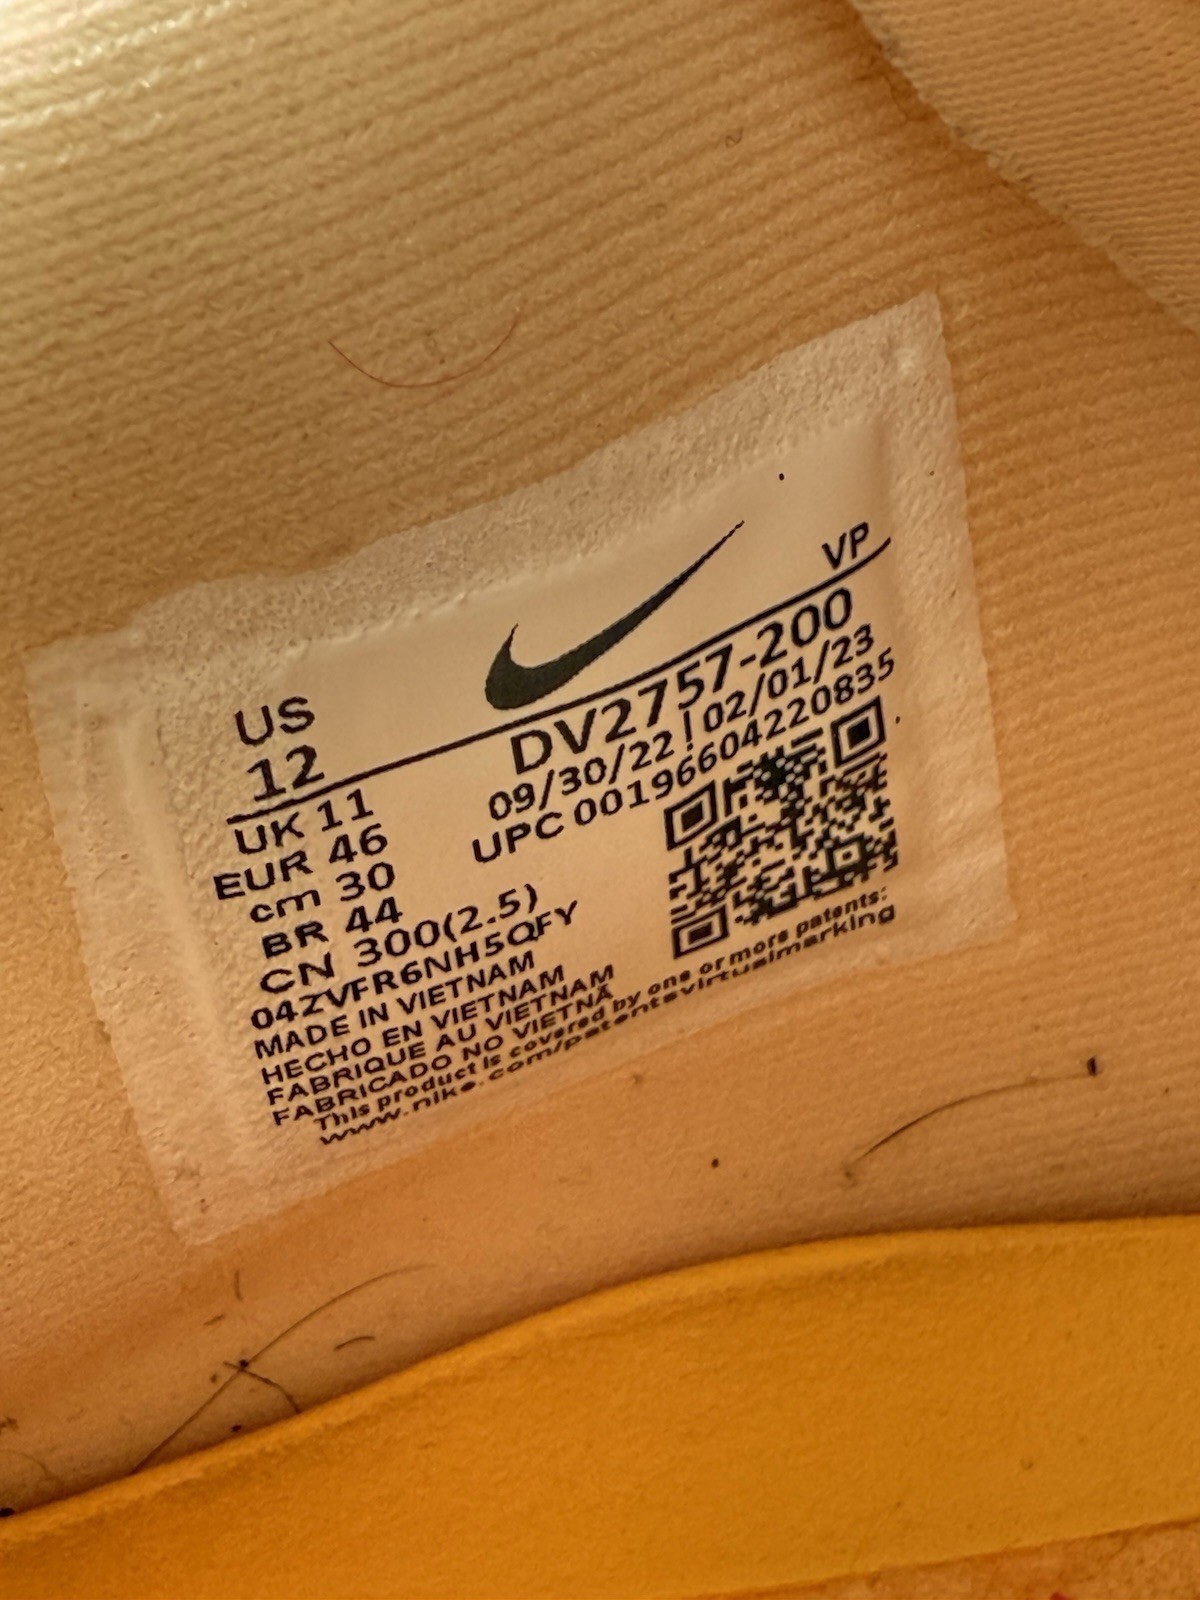 VP
US
12
DV2757-200
09/30/22 | 02/01/23
UPC 00196604220835
UK 11
EUR 46
cm 30
BR 44
CN 300(2.5)
04ZVFR6NH5QFY
MADE IN VIETNAM
HECHO EN VIETNAM
FABRIQUE AU VIETNAM
FABRICADO NO VIETNÃ
This product is covered by one or more patents:
www.nike.com/patentsvirtualmarking